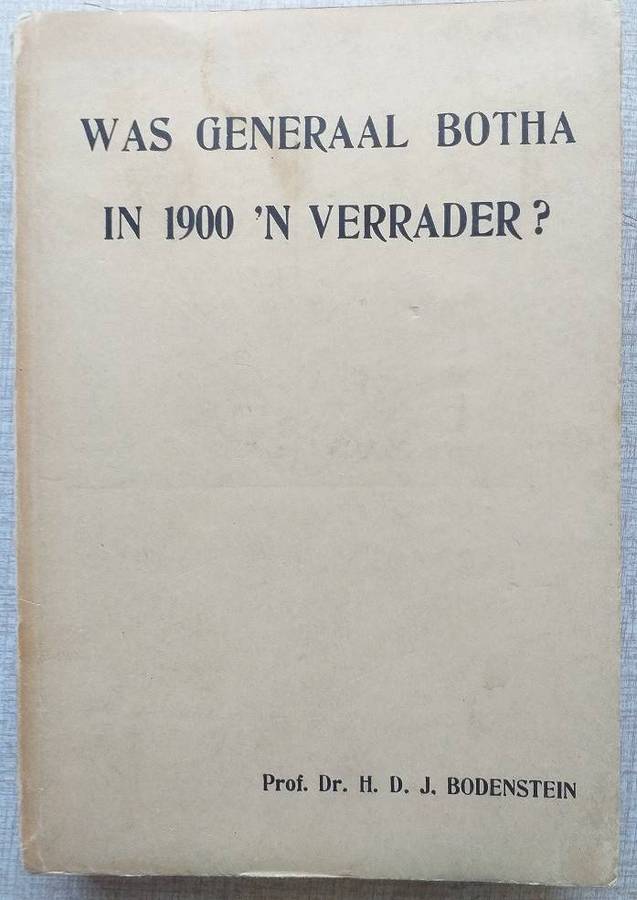 WAS GENERAAL BOTHA
IN 1900 'N VERRADER?
Prof. Dr. H. D. J. BODENSTEIN